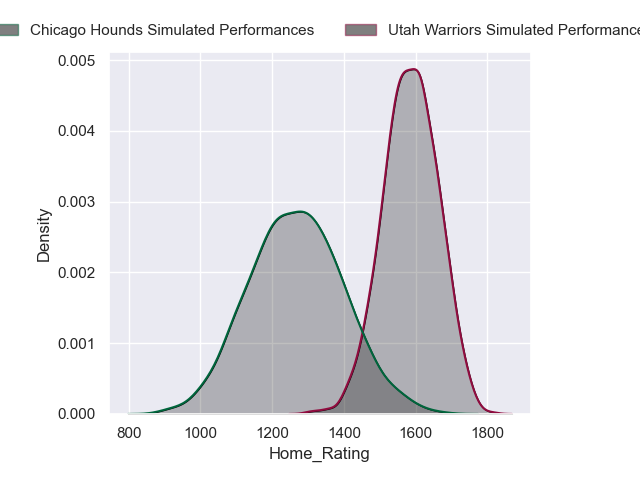 Chicago Hounds Simulated Performances Utah Warriors Simulated Performance
0.005
0.004
0.003
0.002
0.001
0.000
Density
800 1000 1200 1400 1600 1800
Home_Rating